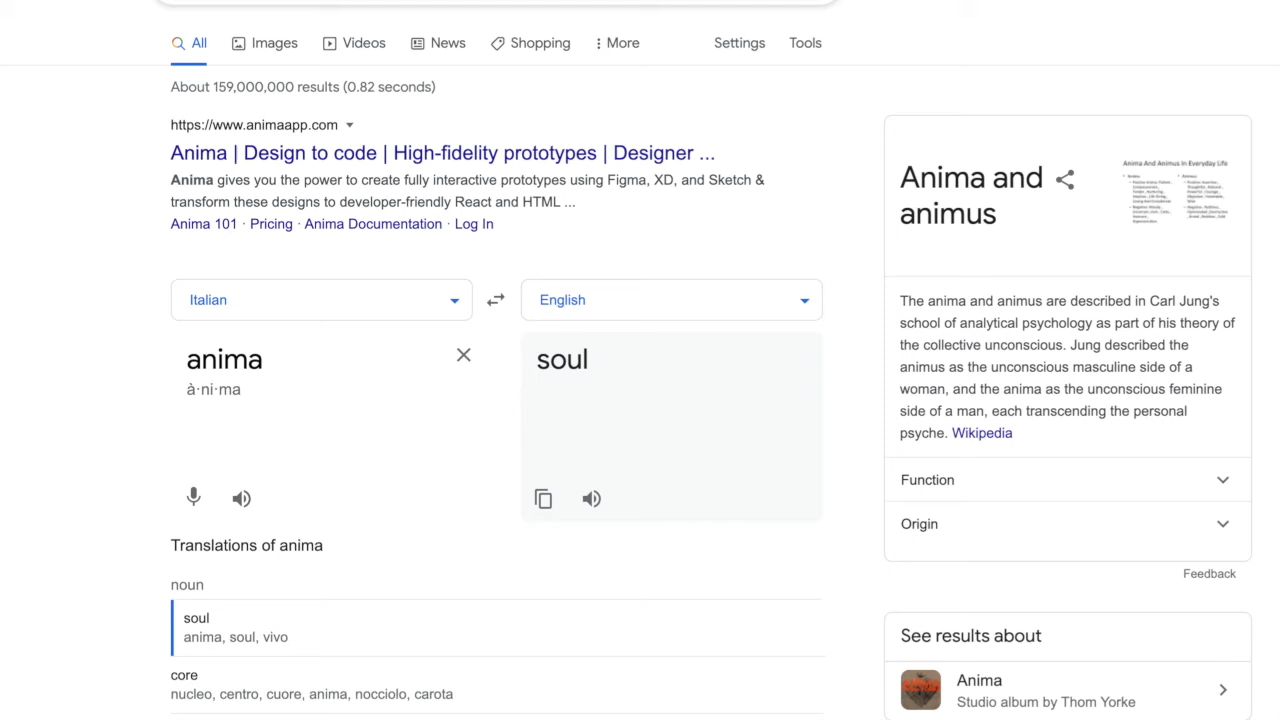 All Images Videos News Shopping More Settings Tools
About 159,000,000 results (0.82 seconds)
https://www.animaapp.com
Anima | Design to code | High-fidelity prototypes | Designer ...
Anima gives you the power to create fully interactive prototypes using Figma, XD, and Sketch &
transform these designs to developer-friendly React and HTML ...
Anima 101 · Pricing · Anima Documentation · Log In
Italian English
anima soul
à·ni·ma
Translations of anima
noun
soul
anima, soul, vivo
core
nucleo, centro, cuore, anima, nocciolo, carota
Anima and
animus
Anima And Animus In Everyday Life
The anima and animus are described in Carl Jung's
school of analytical psychology as part of his theory of
the collective unconscious. Jung described the
animus as the unconscious masculine side of a
woman, and the anima as the unconscious feminine
side of a man, each transcending the personal
psyche. Wikipedia
Function
Origin
Feedback
See results about
Anima
Studio album by Thom Yorke